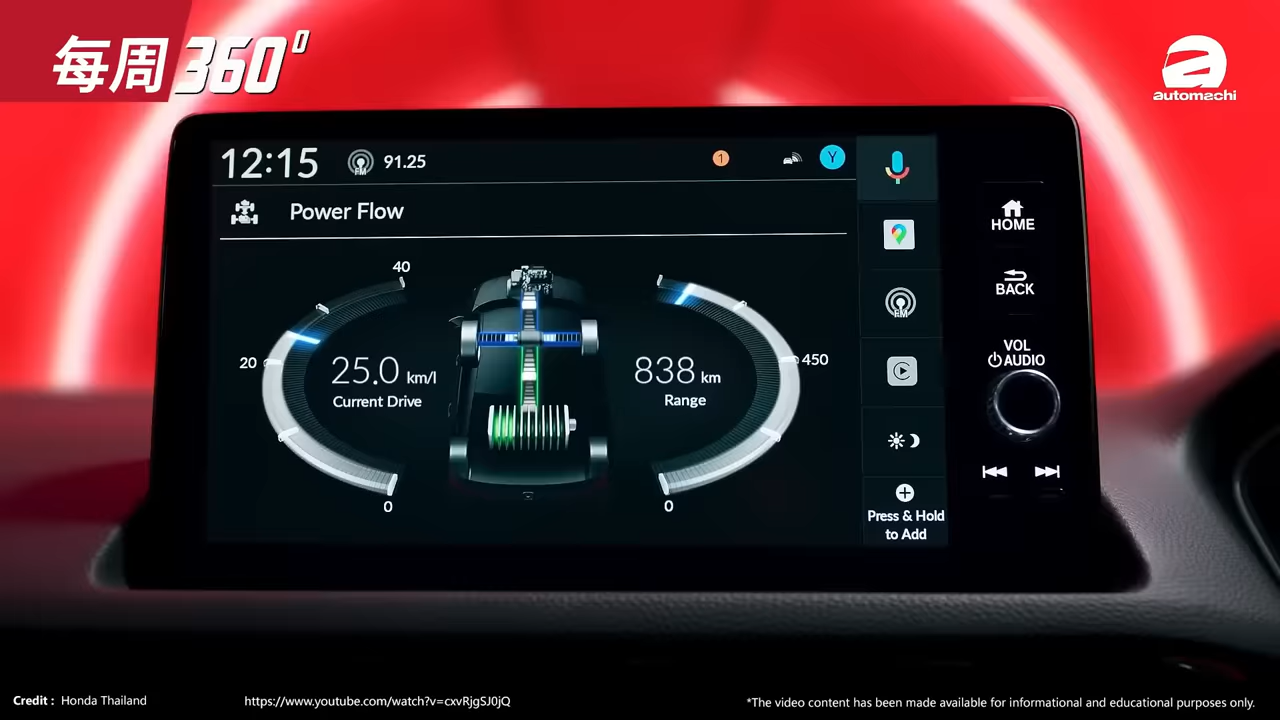 每周360°
automachi
12:15
FM
91.25
1
Y
Power Flow
HOME
BACK
VOL
AUDIO
40
20
0
25.0 km/l
Current Drive
838 km
Range
450
0
FM
Press & Hold
to Add
Credit : Honda Thailand
https://www.youtube.com/watch?v=cxvRjgSJ0jQ
*The video content has been made available for informational and educational purposes only.